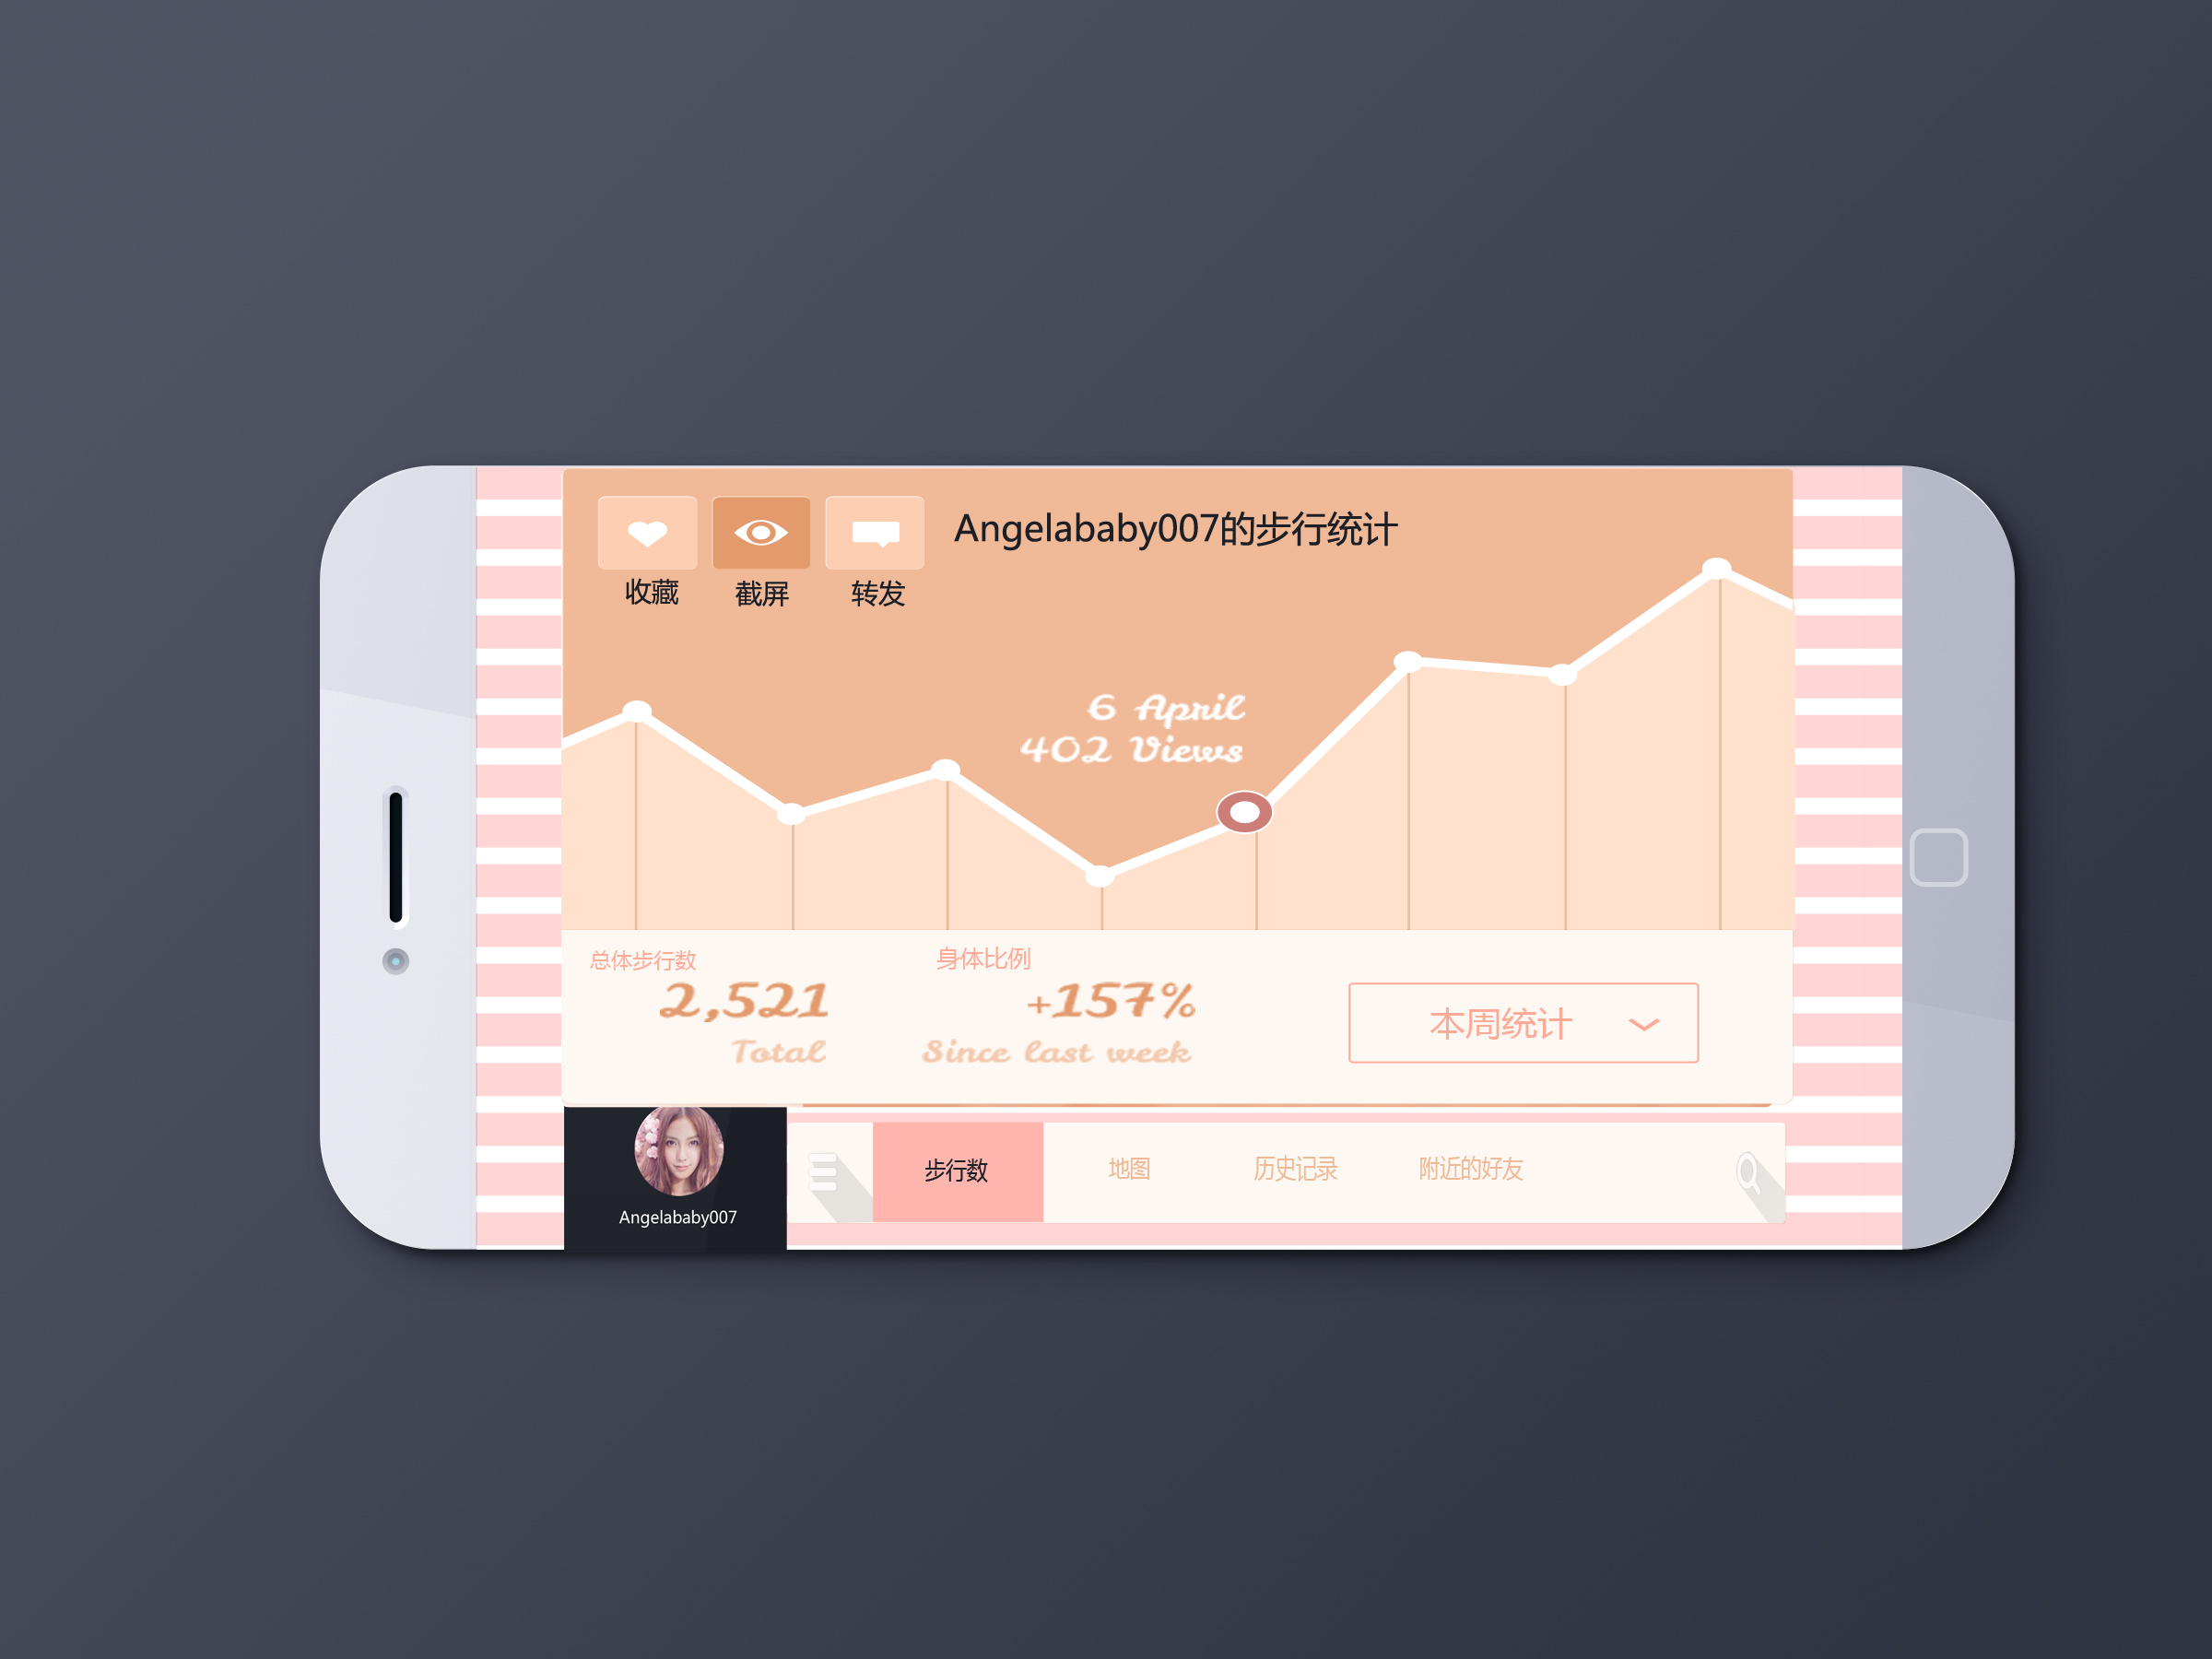 Angelababy007的步行统计
收藏 截屏 转发
6 April
402 Views
总体步行数 身体比例
2,521 +157%
本周统计
Total Since last week
步行数 地图 历史记录 附近的好友
Angelababy007